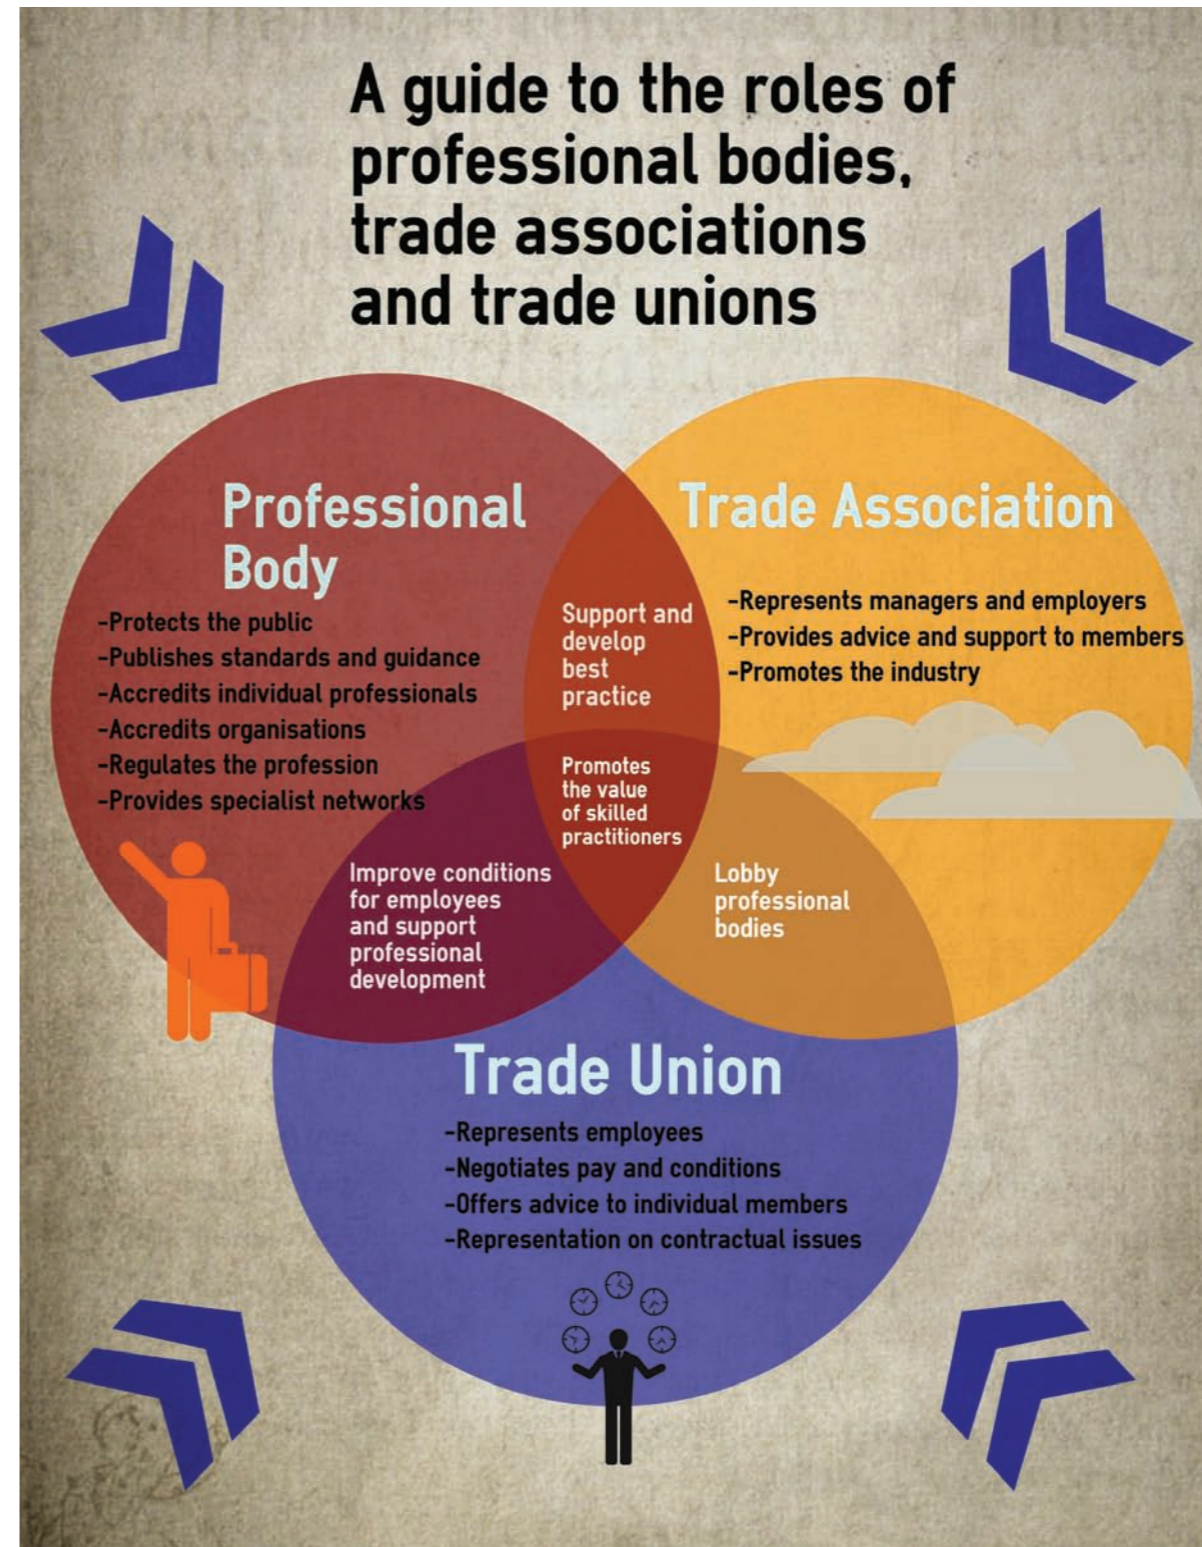 A guide to the roles of
professional bodies,
trade associations
and trade unions
Professional
Body
-Protects the public
-Publishes standards and guidance
-Accredits individual professionals
-Accredits organisations
-Regulates the profession
-Provides specialist networks
Trade Association
-Represents managers and employers
-Provides advice and support to members
-Promotes the industry
Support and
develop
best
practice
Promotes
the value
of skilled
practitioners
Improve conditions
for employees
and support
professional
development
Lobby
professional
bodies
Trade Union
-Represents employees
-Negotiates pay and conditions
-Offers advice to individual members
-Representation on contractual issues